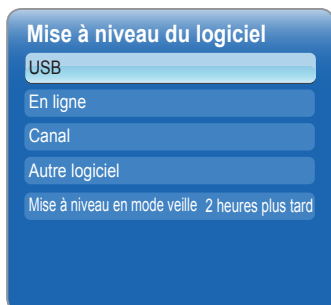 Mise à niveau du logiciel
USB
En ligne
Canal
Autre logiciel
Mise à niveau en mode veille 2 heures plus tard